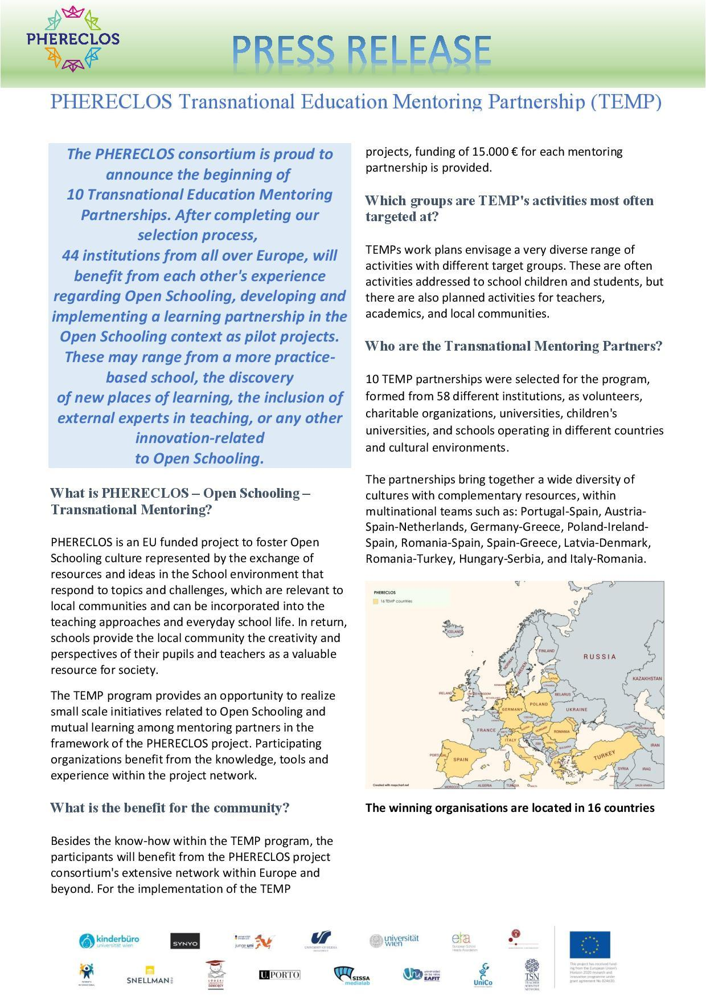 PHERECLOS
PRESS RELEASE
PHERECLOS Transnational Education Mentoring Partnership (TEMP)
The PHERECLOS consortium is proud to
announce the beginning of
10 Transnational Education Mentoring
Partnerships. After completing our
selection process,
44 institutions from all over Europe, will
benefit from each other's experience
regarding Open Schooling, developing and
implementing a learning partnership in the
Open Schooling context as pilot projects.
These may range from a more practice-
based school, the discovery
of new places of learning, the inclusion of
external experts in teaching, or any other
innovation-related
to Open Schooling.
What is PHERECLOS – Open Schooling –
Transnational Mentoring?
PHERECLOS is an EU funded project to foster Open
Schooling culture represented by the exchange of
resources and ideas in the School environment that
respond to topics and challenges, which are relevant to
local communities and can be incorporated into the
teaching approaches and everyday school life. In return,
schools provide the local community the creativity and
perspectives of their pupils and teachers as a valuable
resource for society.
The TEMP program provides an opportunity to realize
small scale initiatives related to Open Schooling and
mutual learning among mentoring partners in the
framework of the PHERECLOS project. Participating
organizations benefit from the knowledge, tools and
experience within the project network.
What is the benefit for the community?
Besides the know-how within the TEMP program, the
participants will benefit from the PHERECLOS project
consortium's extensive network within Europe and
beyond. For the implementation of the TEMP
projects, funding of 15.000 € for each mentoring
partnership is provided.
Which groups are TEMP's activities most often
targeted at?
TEMPs work plans envisage a very diverse range of
activities with different target groups. These are often
activities addressed to school children and students, but
there are also planned activities for teachers,
academics, and local communities.
Who are the Transnational Mentoring Partners?
10 TEMP partnerships were selected for the program,
formed from 58 different institutions, as volunteers,
charitable organizations, universities, children's
universities, and schools operating in different countries
and cultural environments.
The partnerships bring together a wide diversity of
cultures with complementary resources, within
multinational teams such as: Portugal-Spain, Austria-
Spain-Netherlands, Germany-Greece, Poland-Ireland-
Spain, Romania-Spain, Spain-Greece, Latvia-Denmark,
Romania-Turkey, Hungary-Serbia, and Italy-Romania.
PHERECLOS
16 TEMP countries
ICELAND
FINLAND
NORWAY
SWEDEN
RUSSIA
ESTONIA
LATVIA
LITHUANIA
KAZAKHSTAN
DENMARK
IRELAND
UNITED KINGDOM
NETHERLANDS
BELARUS
POLAND
GERMANY
BELGIUM
UKRAINE
FRANCE
HUNGARY
ROMANIA
ITALY
SERBIA
BULGARIA
GEORGIA
AZERBAIJAN
PORTUGAL
SPAIN
GREECE
TURKEY
IRAN
SYRIA
IRAQ
MOROCCO
ALGERIA
TUNISIA
MALTA
SAUDI ARABIA
Created with mapchart.net
The winning organisations are located in 16 countries
kinderbüro
universität wien
SYNYO
universität
innsbruck
junge uni
UNIVERSITY OF SILESIA
universität
wien
European School
Heads Association
PARENTS
INTERNATIONAL
SNELLMAN
ŁÓDZKI
UNIWERSYTET
DZIECIĘCY
U.PORTO
SISSA
medialab
universidad
de los niños
EAFIT
UniCo
TSN
TEACHER
SCIENTIST
NETWORK
This project has received fund-
ing from the European Union's
Horizon 2020 research and
innovation programme under
grant agreement No 824630.